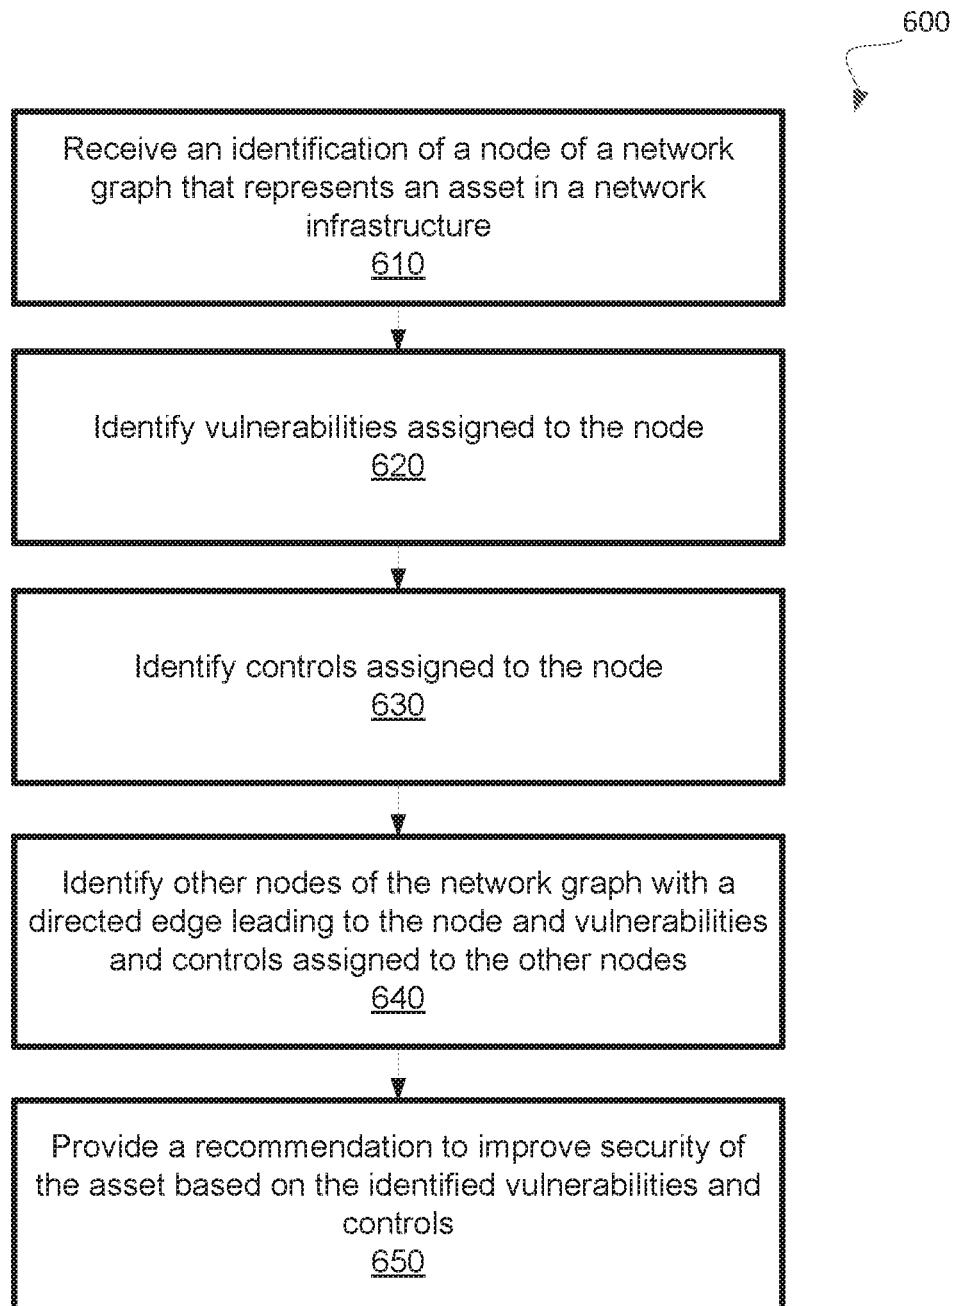 600
Receive an identification of a node of a network
graph that represents an asset in a network
infrastructure
610
Identify vulnerabilities assigned to the node
620
Identify controls assigned to the node
630
Identify other nodes of the network graph with a
directed edge leading to the node and vulnerabilities
and controls assigned to the other nodes
640
Provide a recommendation to improve security of
the asset based on the identified vulnerabilities and
controls
650